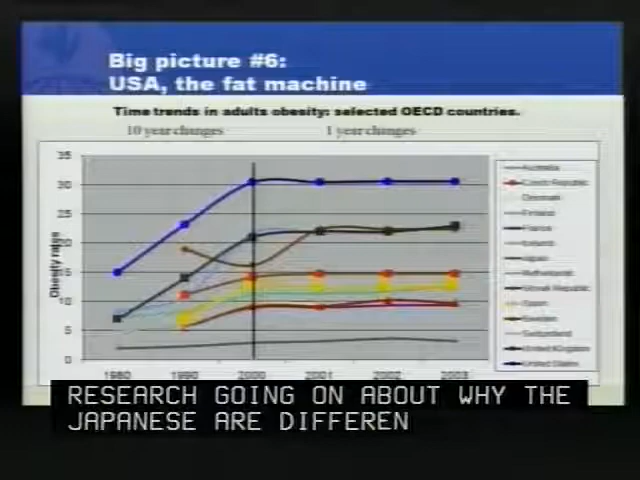 Big picture #6:
USA, the fat machine
Time trends in adults obesity: selected OECD countries.
10 year changes
1 year changes
35
30
25
20
15
10
5
0
Obesity rates
1980 1990 2000 2001 2002 2003
Australia
Czech Republic
Denmark
Finland
France
Iceland
Japan
Netherlands
Slovak Republic
Spain
Sweden
Switzerland
United Kingdom
United States
RESEARCH GOING ON ABOUT WHY THE
JAPANESE ARE DIFFEREN